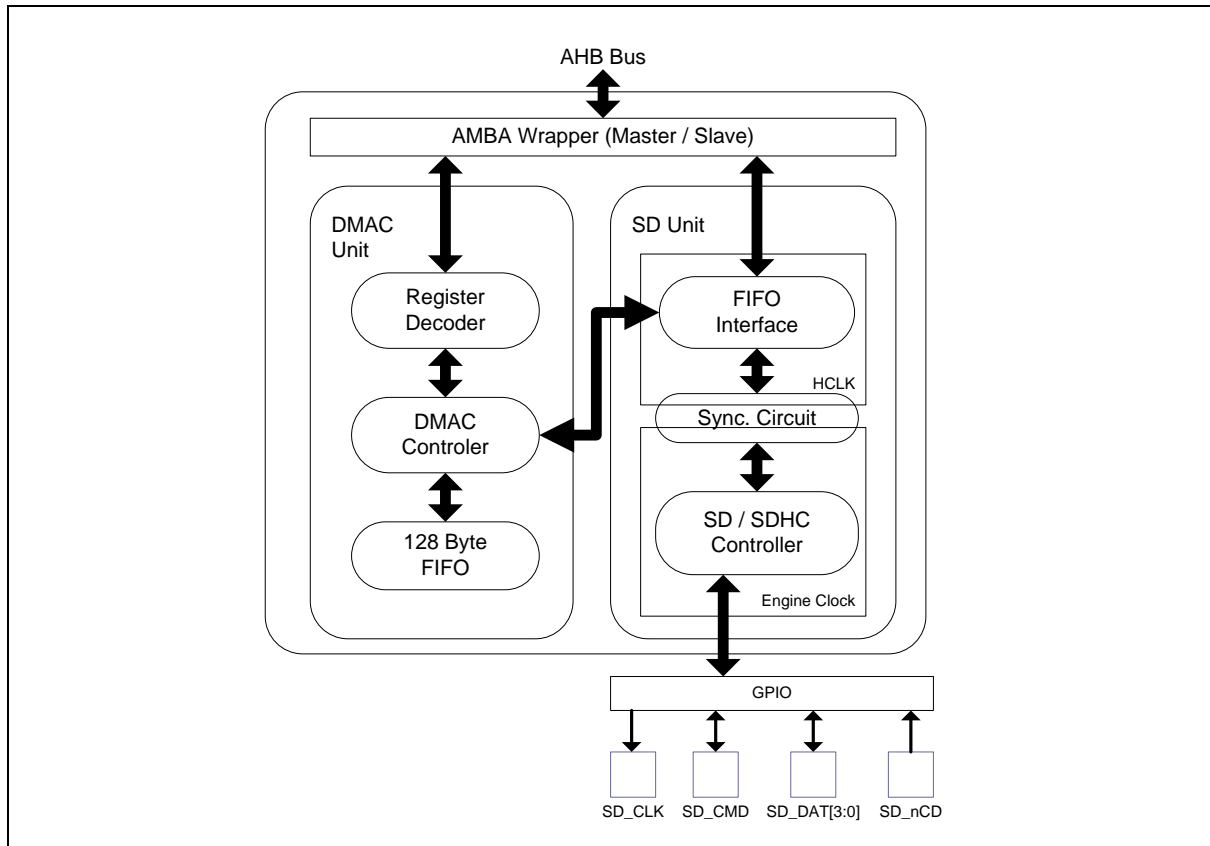 AHB Bus
AMBA Wrapper (Master / Slave)
DMAC
Unit
Register
Decoder
DMAC
Controler
128 Byte
FIFO
SD Unit
FIFO
Interface
HCLK
Sync. Circuit
SD / SDHC
Controller
Engine Clock
GPIO
SD_CLK
SD_CMD
SD_DAT[3:0]
SD_nCD